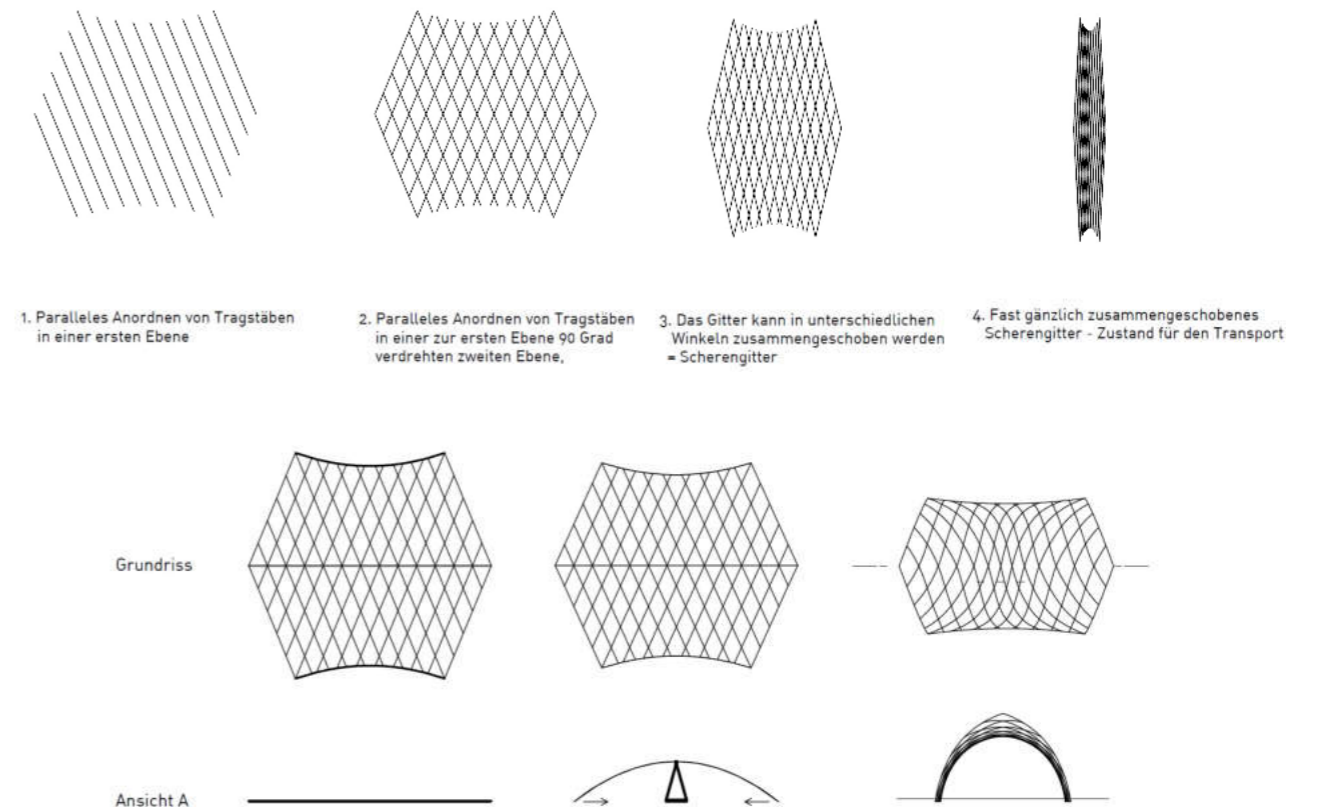 1. Paralleles Anordnen von Tragstäben
in einer ersten Ebene
2. Paralleles Anordnen von Tragstäben
in einer zur ersten Ebene 90 Grad
verdrehten zweiten Ebene,
3. Das Gitter kann in unterschiedlichen
Winkeln zusammengeschoben werden
= Scherengitter
4. Fast gänzlich zusammengeschobenes
Scherengitter - Zustand für den Transport
Grundriss
Ansicht A